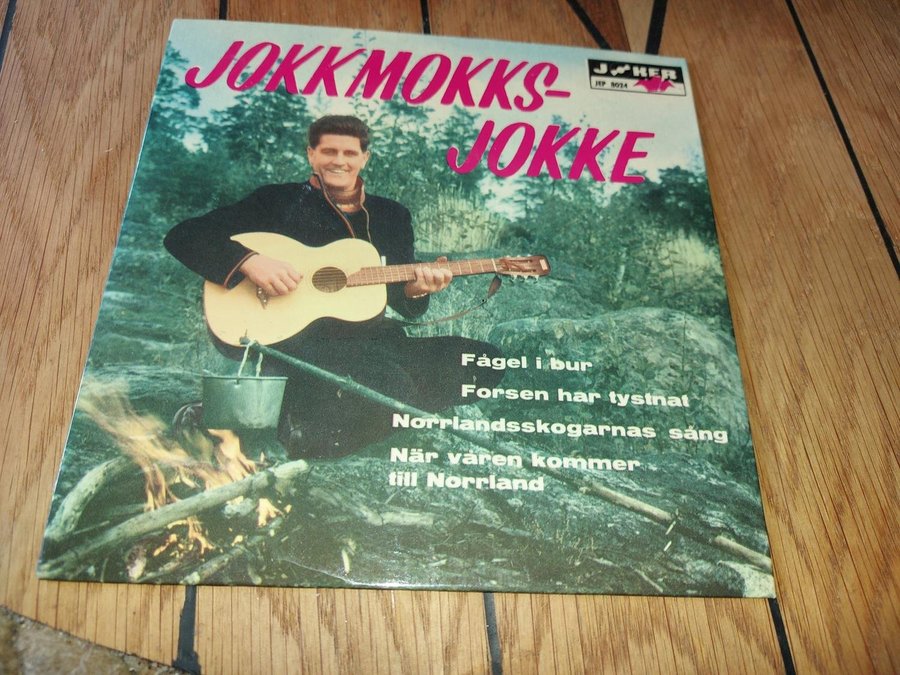 JOKKMOKKS-
JOKKE
JOKER
JEP 8024
Fågel i bur
Forsen har tystnat
Norrlandsskogarnas sång
När våren kommer
till Norrland